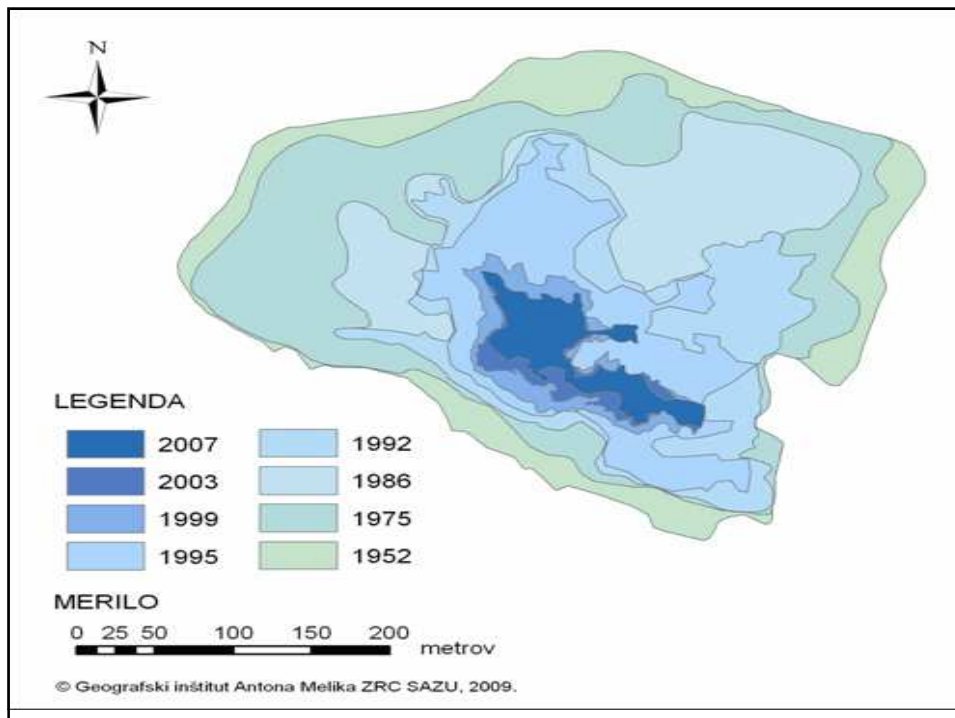 N
LEGENDA
2007 1992
2003 1986
1999 1975
1995 1952
MERILO
0 25 50 100 150 200
metrov
© Geografski inštitut Antona Melika ZRC SAZU, 2009.